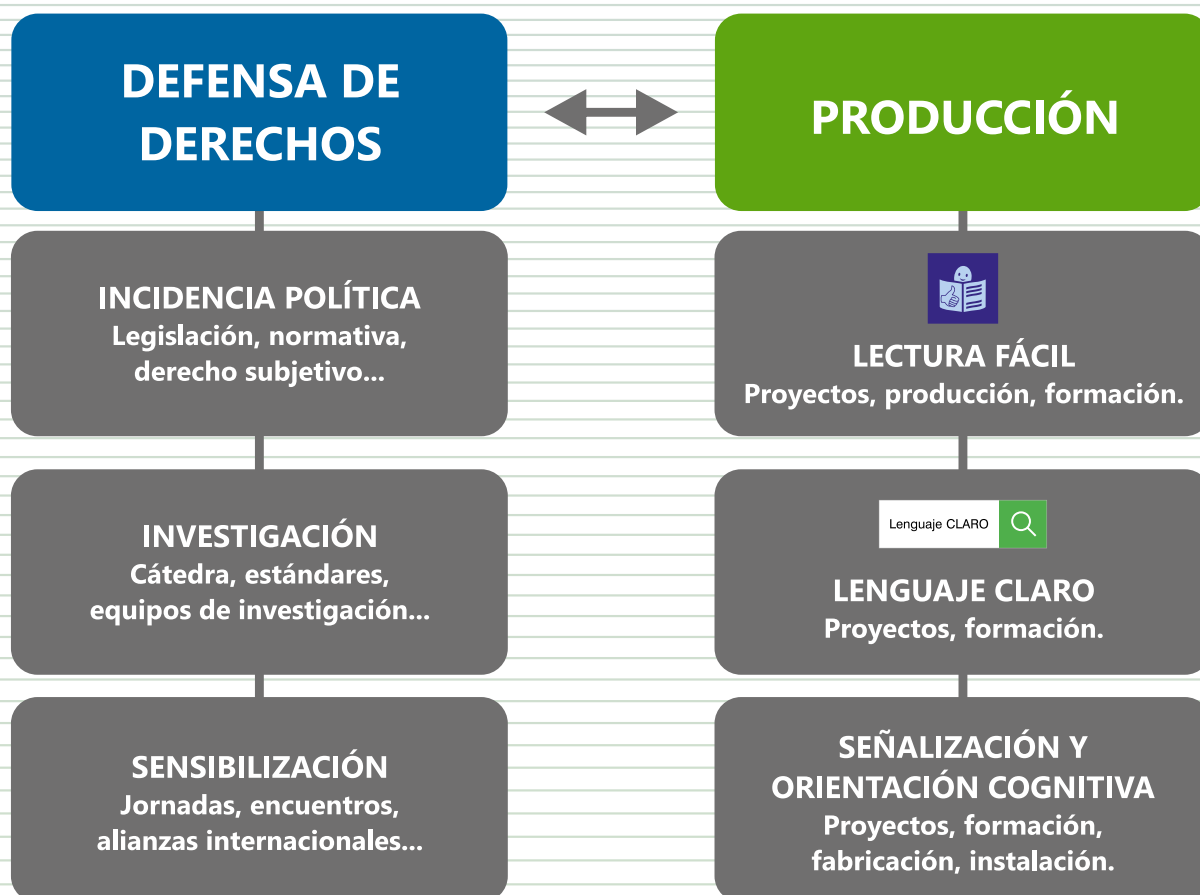 DEFENSA DE
DERECHOS
INCIDENCIA POLÍTICA
Legislación, normativa,
derecho subjetivo...
INVESTIGACIÓN
Cátedra, estándares,
equipos de investigación...
SENSIBILIZACIÓN
Jornadas, encuentros,
alianzas internacionales...
PRODUCCIÓN
LECTURA FÁCIL
Proyectos, producción, formación.
Lenguaje CLARO
LENGUAJE CLARO
Proyectos, formación.
SEÑALIZACIÓN Y
ORIENTACIÓN COGNITIVA
Proyectos, formación,
fabricación, instalación.